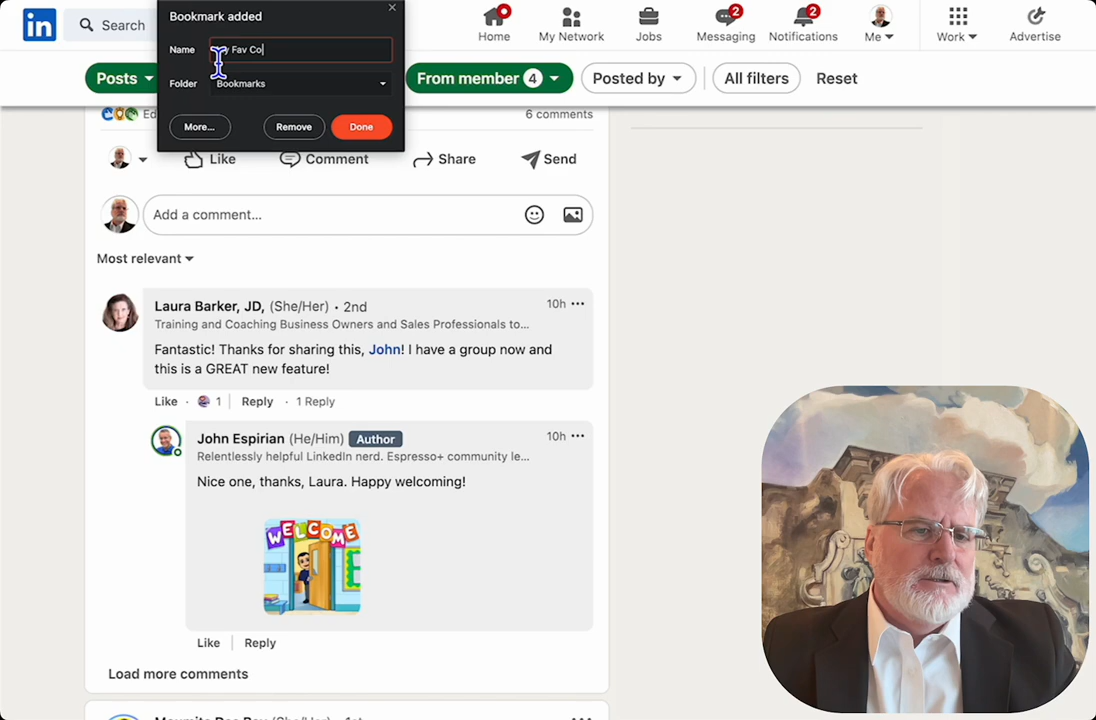 in
Search
Home
My Network
Jobs
2
Messaging
2
Notifications
Me
Work
Advertise
Bookmark added
Name
Fav Co
Folder
Bookmarks
More...
Remove
Done
Posts
From member 4
Posted by
All filters
Reset
6 comments
Like
Comment
Share
Send
Add a comment...
Most relevant
Laura Barker, JD, (She/Her) • 2nd
10h
Training and Coaching Business Owners and Sales Professionals to...
Fantastic! Thanks for sharing this, John! I have a group now and
this is a GREAT new feature!
Like · 1 | Reply · 1 Reply
John Espirian (He/Him) Author
10h
Relentlessly helpful LinkedIn nerd. Espresso+ community le...
Nice one, thanks, Laura. Happy welcoming!
WELCOME
Like | Reply
Load more comments